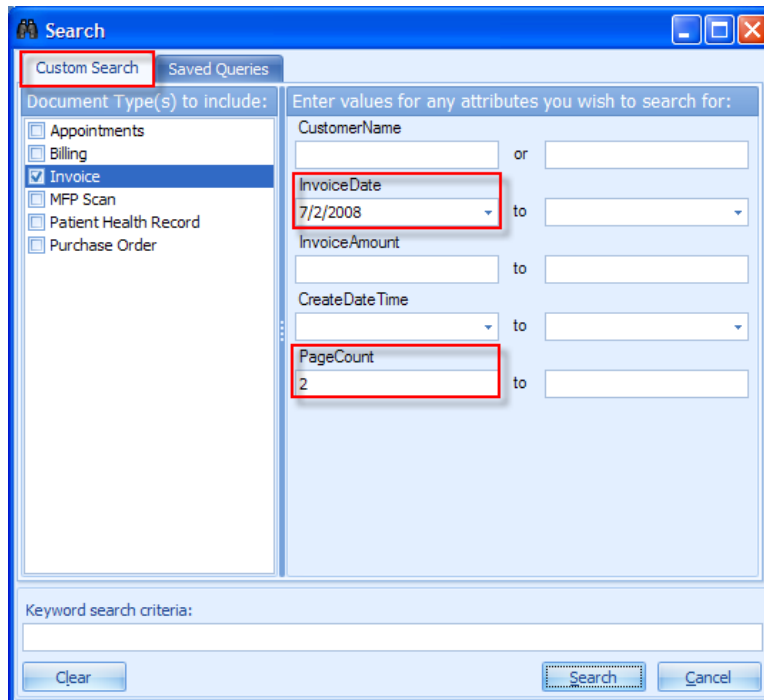 Search
Custom Search Saved Queries
Document Type(s) to include:
Appointments
Billing
Invoice
MFP Scan
Patient Health Record
Purchase Order
Enter values for any attributes you wish to search for:
CustomerName
or
InvoiceDate
7/2/2008 to
InvoiceAmount
to
CreateDateTime
to
PageCount
2 to
Keyword search criteria:
Clear Search Cancel